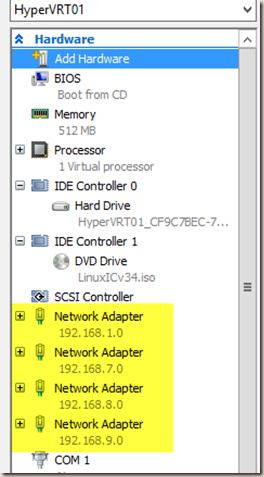 HyperVRT01
Hardware
Add Hardware
BIOS
Boot from CD
Memory
512 MB
Processor
1 Virtual processor
IDE Controller 0
Hard Drive
HyperVRT01_CF9C7BEC-7...
IDE Controller 1
DVD Drive
LinuxICv34.iso
SCSI Controller
Network Adapter
192.168.1.0
Network Adapter
192.168.7.0
Network Adapter
192.168.8.0
Network Adapter
192.168.9.0
COM 1